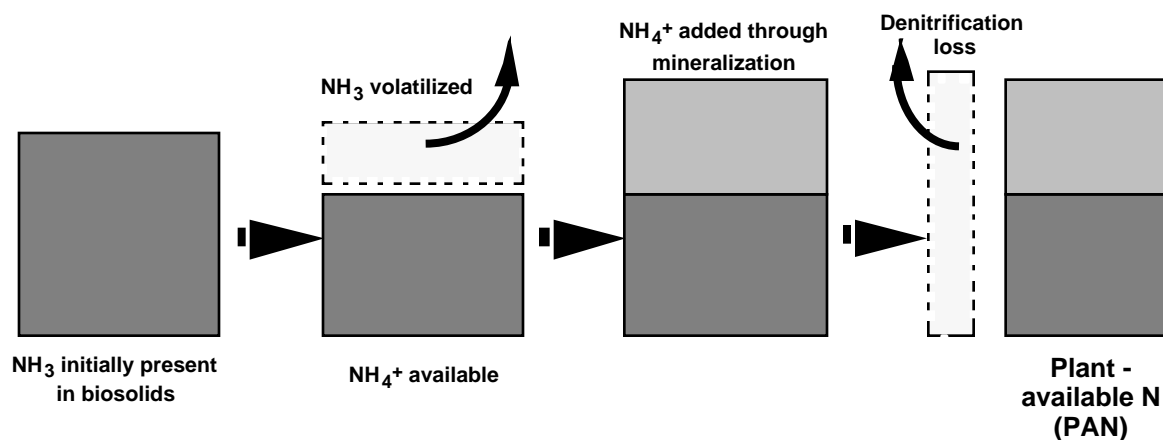 NH3 initially present
in biosolids
NH3 volatilized
NH4+ available
NH4+ added through
mineralization
Denitrification
loss
Plant -
available N
(PAN)